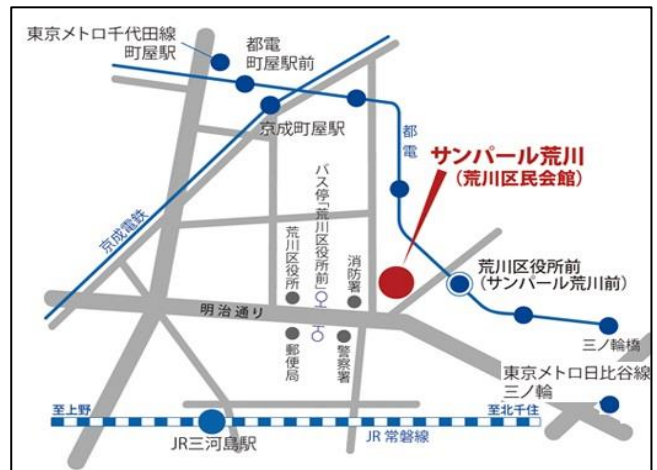 東京メトロ千代田線
町屋駅
都電
町屋駅前
京成町屋駅
都電
サンパール荒川
(荒川区民会館)
京成電鉄
バス停「荒川区役所前」
荒川区役所
消防署
荒川区役所前
(サンパール荒川前)
明治通り
郵便局
警察署
三ノ輪橋
東京メトロ日比谷線
三ノ輪
至上野
至北千住
JR三河島駅
JR 常磐線